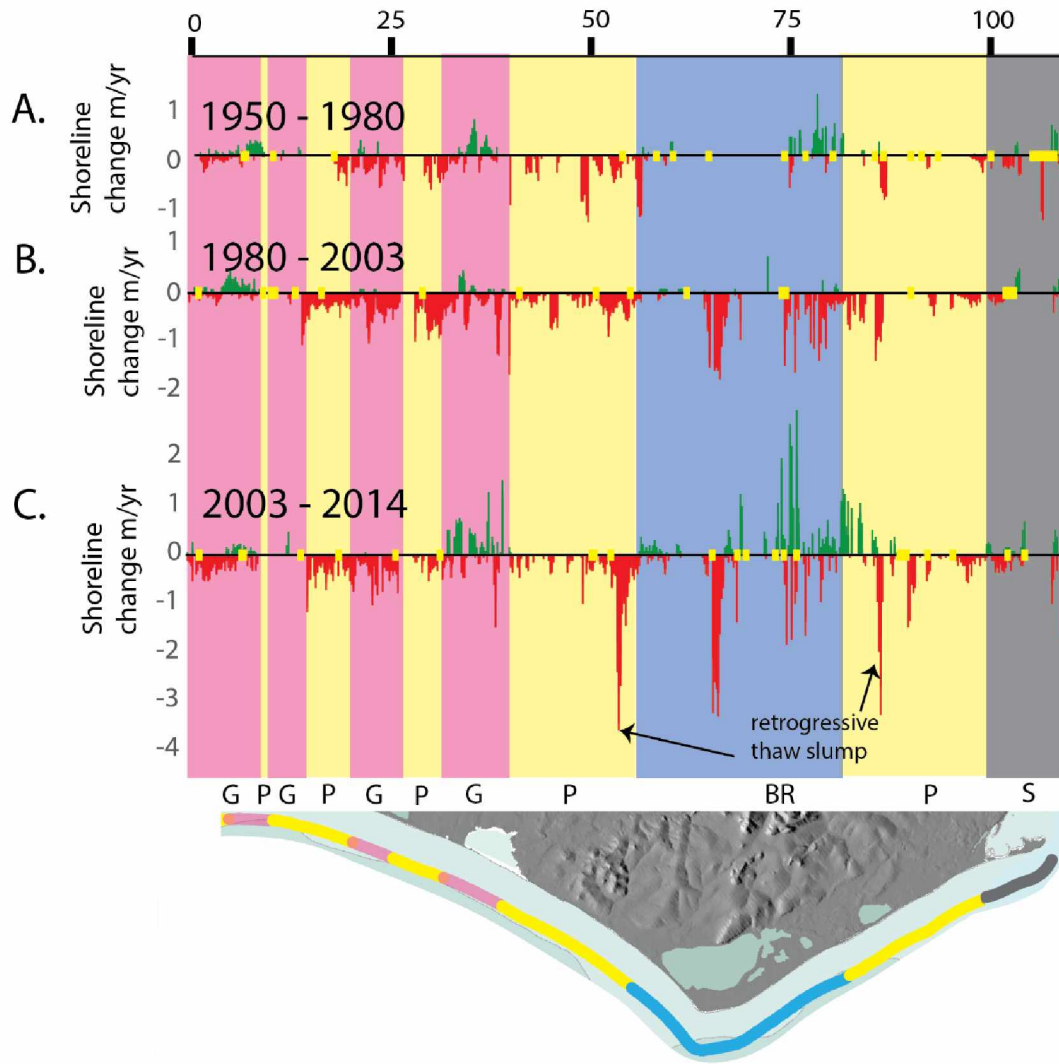 0 25 50 75 100
A.
Shoreline
change m/yr
1
0
-1
1950 - 1980
B.
Shoreline
change m/yr
1
0
-1
-2
1980 - 2003
C.
Shoreline
change m/yr
2
1
0
-1
-2
-3
-4
2003 - 2014
retrogressive
thaw slump
G P G P G P G P BR P S